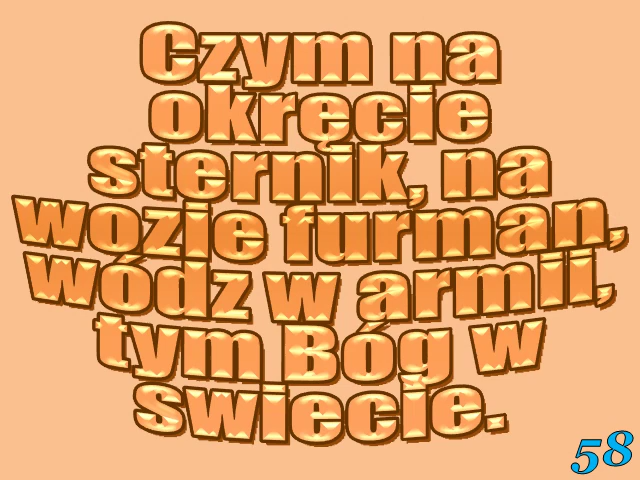 Czym na
okręcie
sternik, na
wozie furman,
wódz w armii,
tym Bóg w
świecie.
58